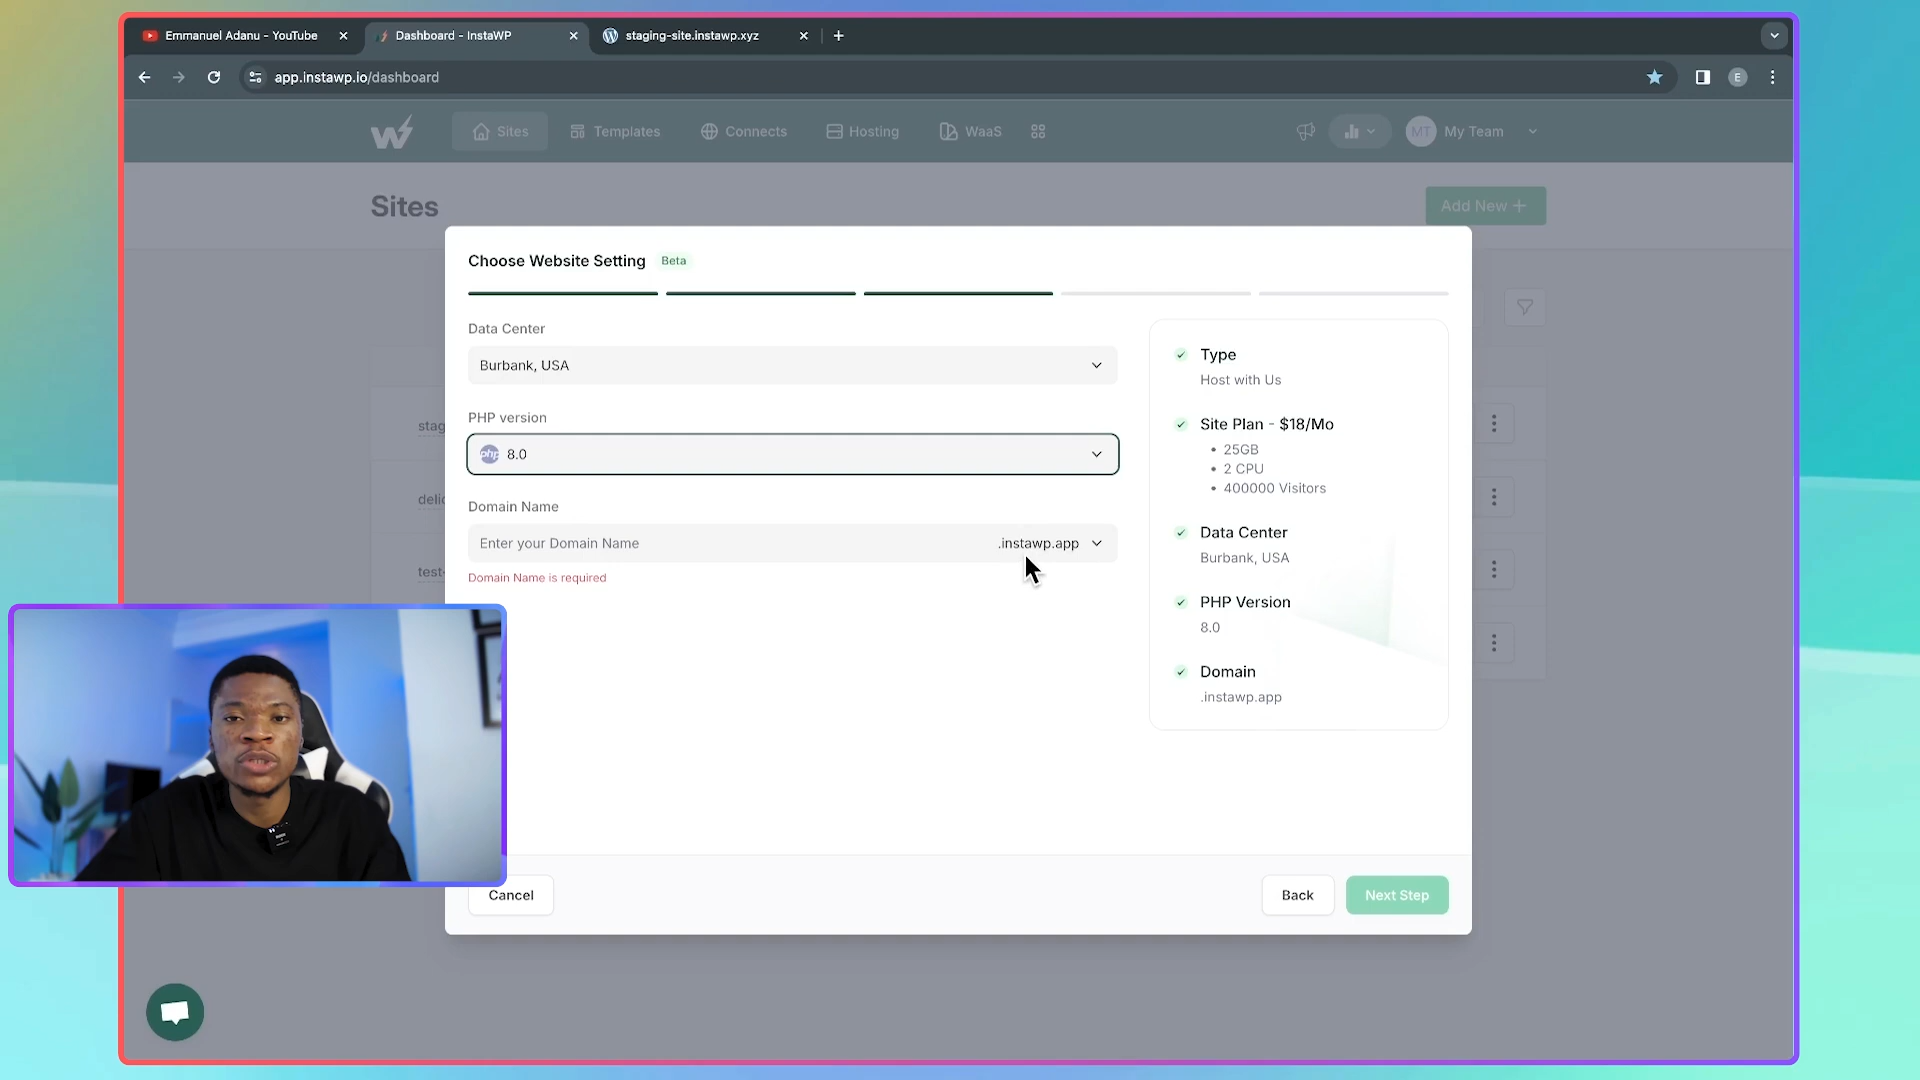 Emmanuel Adanu - YouTube
Dashboard - InstaWP
staging-site.instawp.xyz
app.instawp.io/dashboard
E
Sites
Templates
Connects
Hosting
WaaS
MT
My Team
Sites
Add New +
Choose Website Setting
Beta
Data Center
Burbank, USA
PHP version
php
8.0
Domain Name
Enter your Domain Name
.instawp.app
Domain Name is required
Type
Host with Us
Site Plan - $18/Mo
• 25GB
• 2 CPU
• 400000 Visitors
Data Center
Burbank, USA
PHP Version
8.0
Domain
.instawp.app
stag
delic
test-
Cancel
Back
Next Step